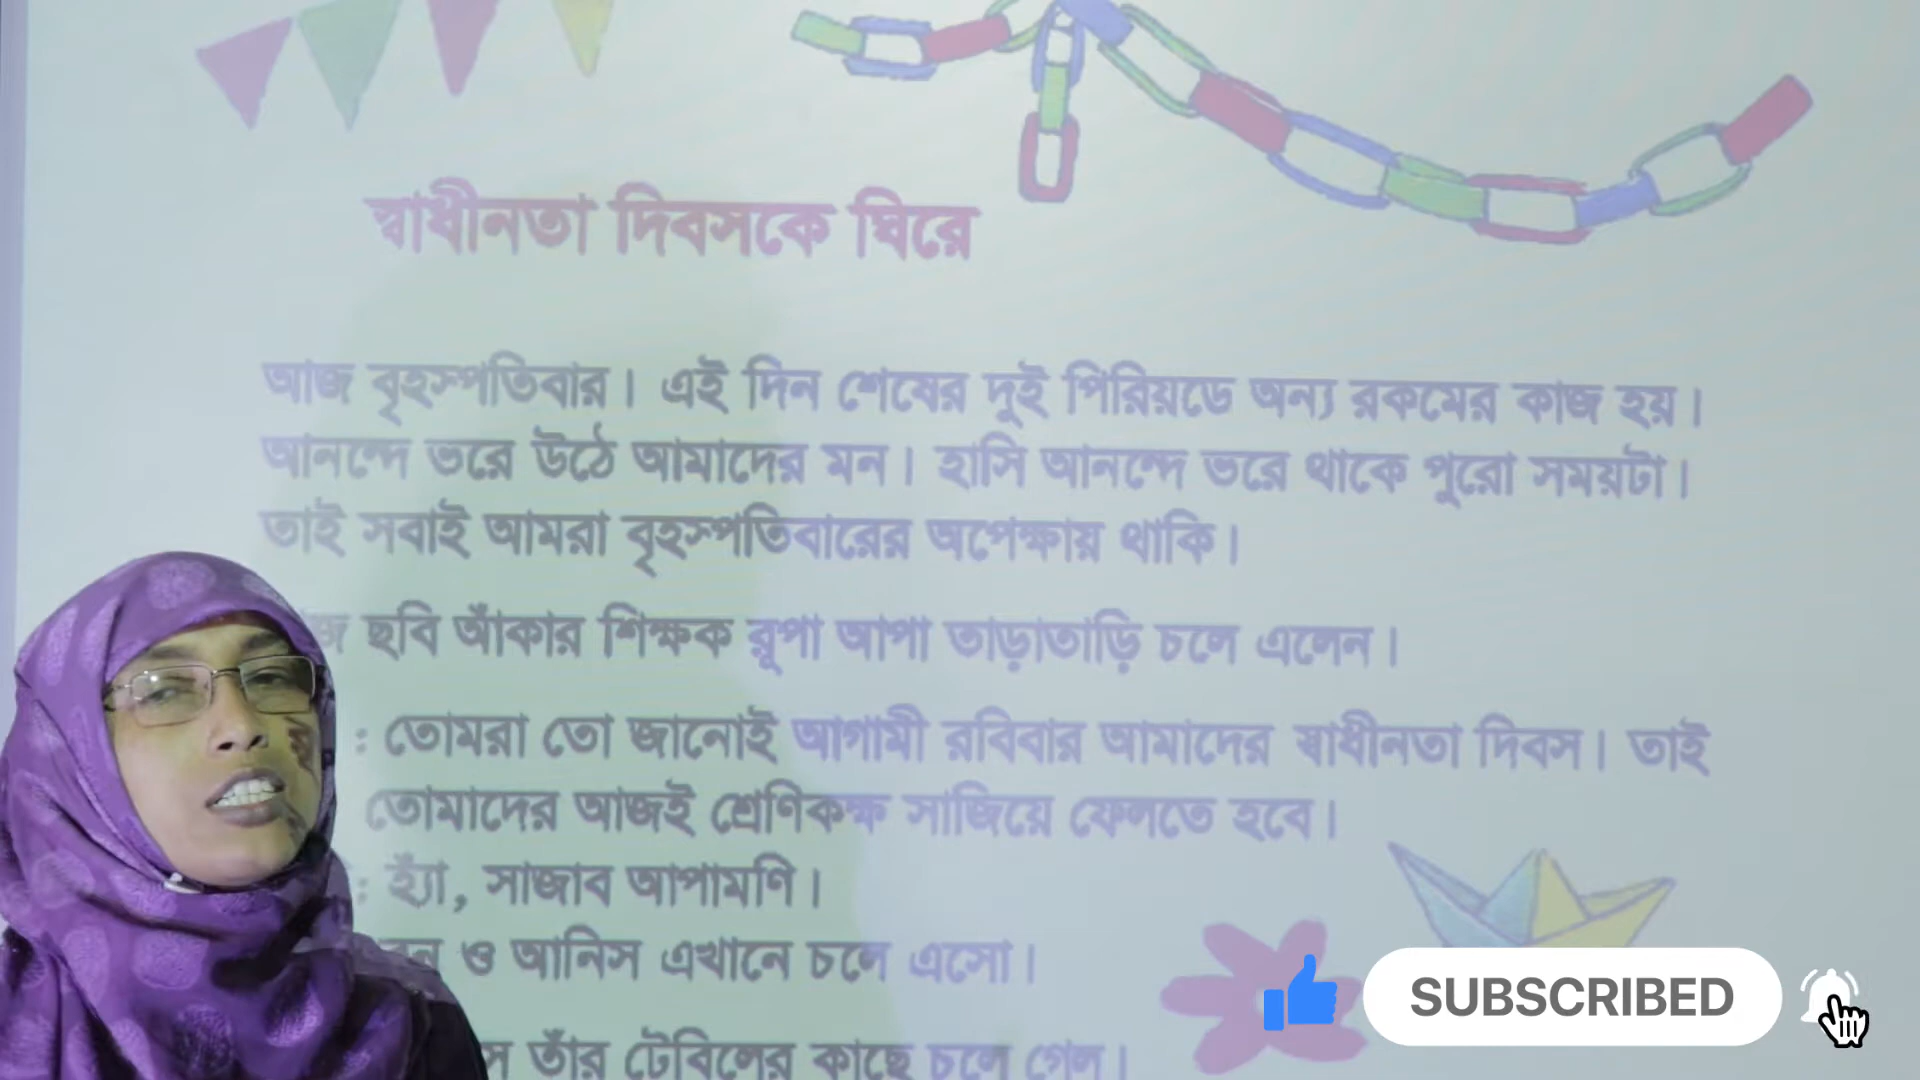 স্বাধীনতা দিবসকে ঘিরে
আজ বৃহস্পতিবার। এই দিন শেষের দুই পিরিয়ডে অন্য রকমের কাজ হয়।
আনন্দে ভরে উঠে আমাদের মন। হাসি আনন্দে ভরে থাকে পুরো সময়টা।
তাই সবাই আমরা বৃহস্পতিবারের অপেক্ষায় থাকি।
ছবি আঁকার শিক্ষক রূপা আপা তাড়াতাড়ি চলে এলেন।
: তোমরা তো জানোই আগামী রবিবার আমাদের স্বাধীনতা দিবস। তাই
তোমাদের আজই শ্রেণিকক্ষ সাজিয়ে ফেলতে হবে।
: হ্যাঁ, সাজাব আপামণি।
ও আনিস এখানে চলে এসো।
তাঁর টেবিলের কাছে চলে গেল।
SUBSCRIBED